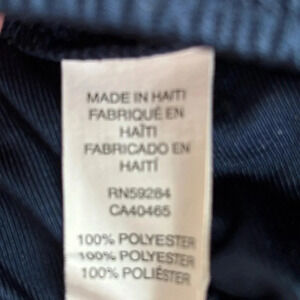 MADE IN HAITI
FABRIQUÉ EN
HAÏTI
FABRICADO EN
HAITÍ
RN59284
CA40465
100% POLYESTER
100% POLYESTER
100% POLIÉSTER